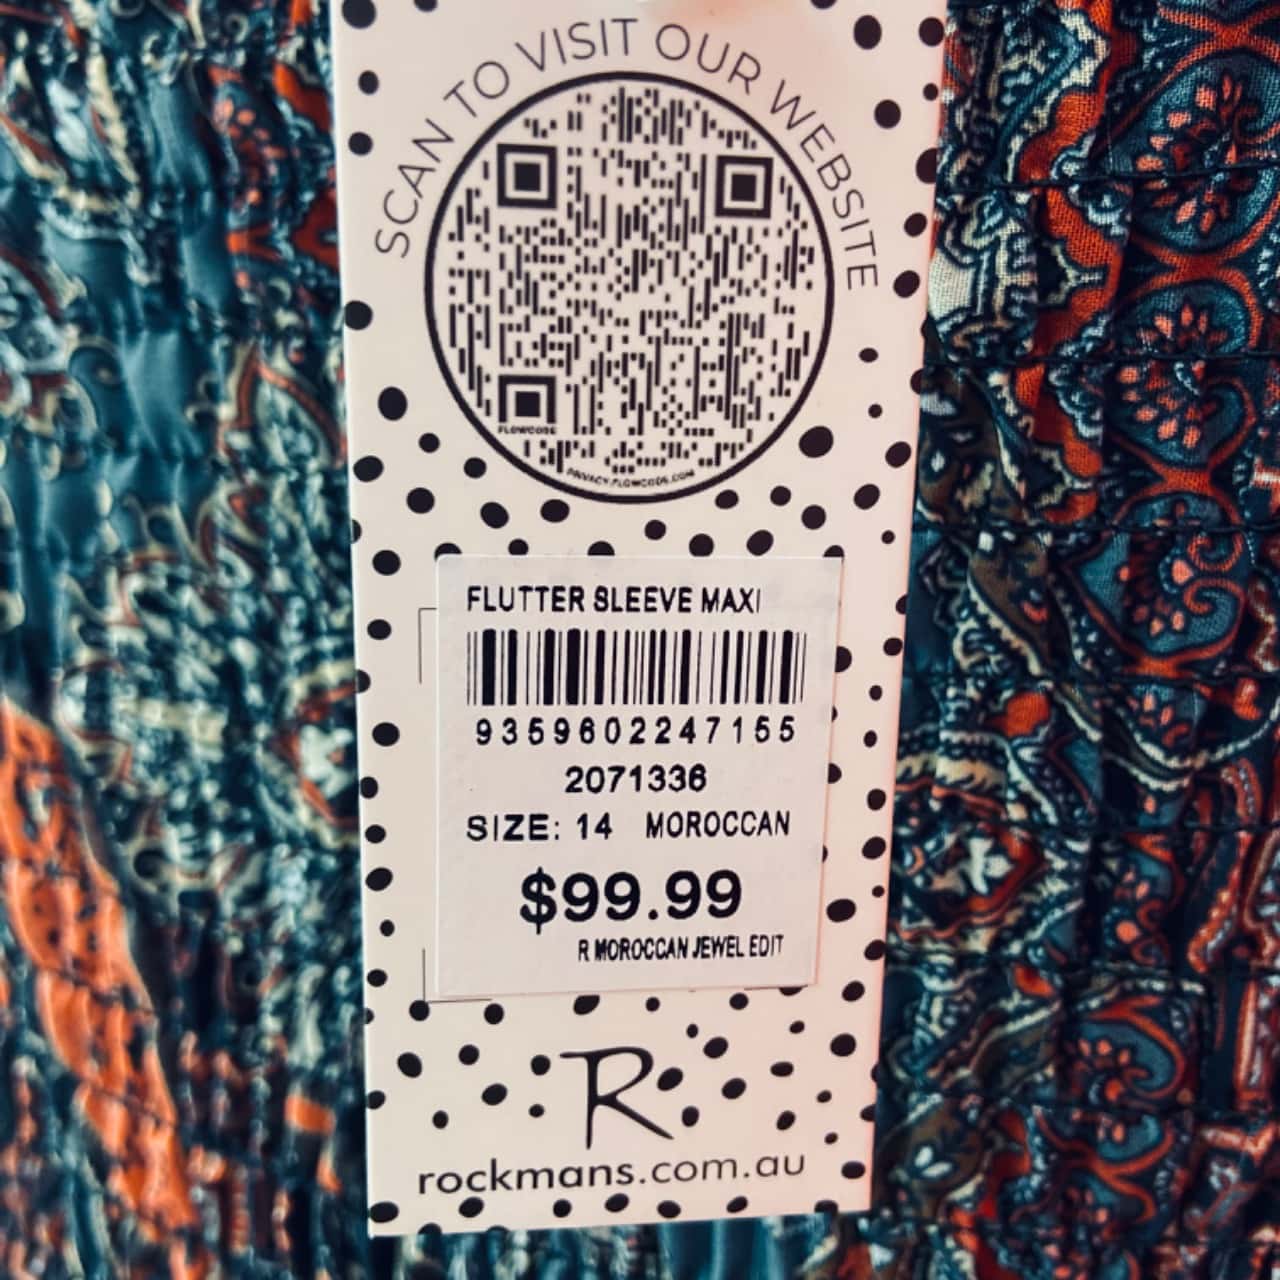 SCAN TO VISIT OUR WEBSITE
FLOWCODE
PRIVACY.FLOWCODE.COM
FLUTTER SLEEVE MAXI
9359602247155
2071336
SIZE: 14 MOROCCAN
$99.99
R MOROCCAN JEWEL EDIT
R
rockmans.com.au